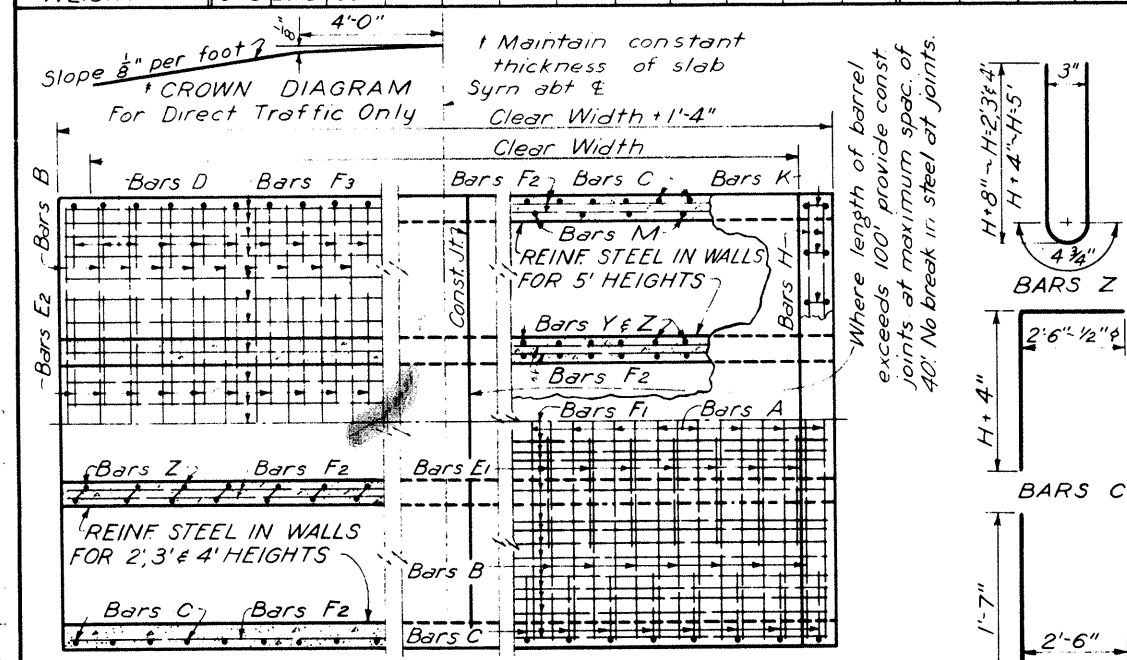 4'-0"
Slope 1/8" per foot
† CROWN DIAGRAM
For Direct Traffic Only
† Maintain constant
thickness of slab
Sym abt ℄
Clear Width + 1'-4"
Clear Width
Bars D
Bars F3
Bars F2
Bars C
Bars K
Bars B
Bars E2
Bars M
REINF STEEL IN WALLS
FOR 5' HEIGHTS
Const. Jt.
Bars H
Bars Y & Z
Bars F2
Bars F1
Bars A
Bars Z
Bars F2
Bars E1
REINF. STEEL IN WALLS
FOR 2', 3' & 4' HEIGHTS
Bars B
Bars C
Bars F2
Bars C
Where length of barrel
exceeds 100' provide const.
joints at maximum spac. of
40'. No break in steel at joints.
3"
H+8"~H=2',3'&4'
H+4"~H=5'
4 3/4"
BARS Z
2'-6"~1/2"φ
H+4"
BARS C
1'-7"
2'-6"